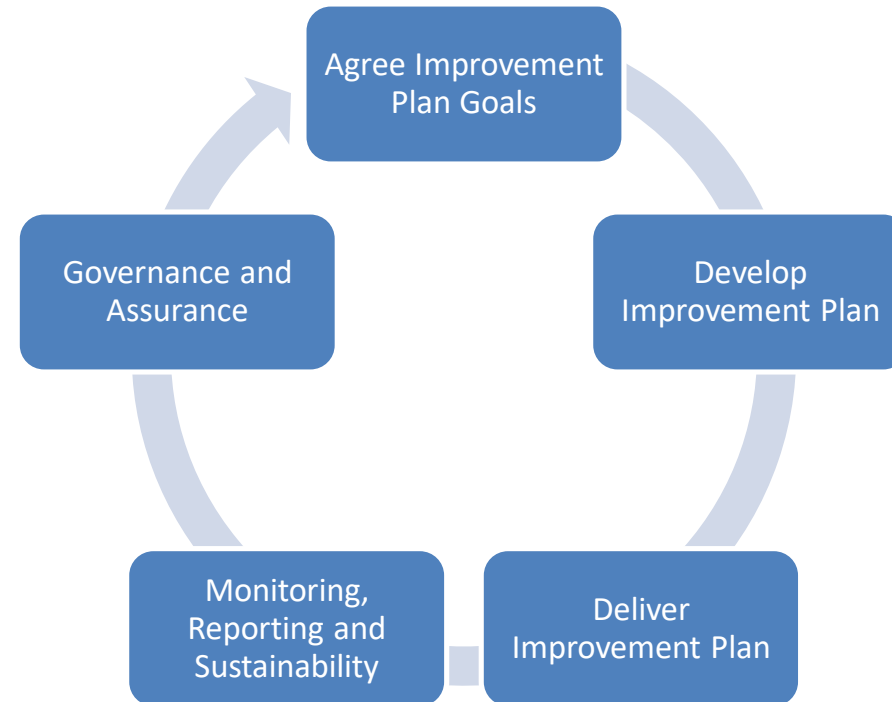 Agree Improvement
Plan Goals
Develop
Improvement Plan
Deliver
Improvement Plan
Monitoring,
Reporting and
Sustainability
Governance and
Assurance